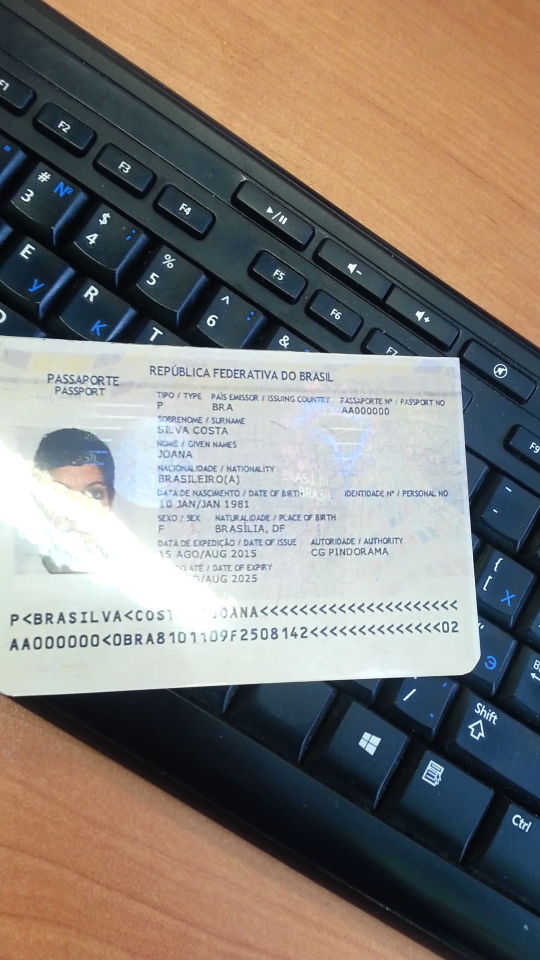 F1
F2
F3
F4
F5
F6
F7
F9
# №
3
$ ;
4
%
5
^ :
6
&
E у
R К
T
REPÚBLICA FEDERATIVA DO BRASIL
PASSAPORTE
PASSPORT
TIPO / TYPE PAÍS EMISSOR / ISSUING COUNTRY PASSAPORTE Nº / PASSPORT NO
P BRA AA000000
SOBRENOME / SURNAME
SILVA COSTA
NOME / GIVEN NAMES
JOANA
NACIONALIDADE / NATIONALITY
BRASILEIRO(A)
DATA DE NASCIMENTO / DATE OF BIRTH IDENTIDADE Nº / PERSONAL NO
10 JAN/JAN 1981
SEXO / SEX NATURALIDADE / PLACE OF BIRTH
F BRASÍLIA, DF
DATA DE EXPEDIÇÃO / DATE OF ISSUE AUTORIDADE / AUTHORITY
15 AGO/AUG 2015 CG PINDORAMA
ATÉ / DATE OF EXPIRY
/AUG 2025
P<BRASILVA<COST JOANA<<<<<<<<<<<<<<<<<<<<<<
AA000000<0BRA8101109F2508142<<<<<<<<<<<<<<<02
{
[ Х
Э
/
Shift
Ctrl